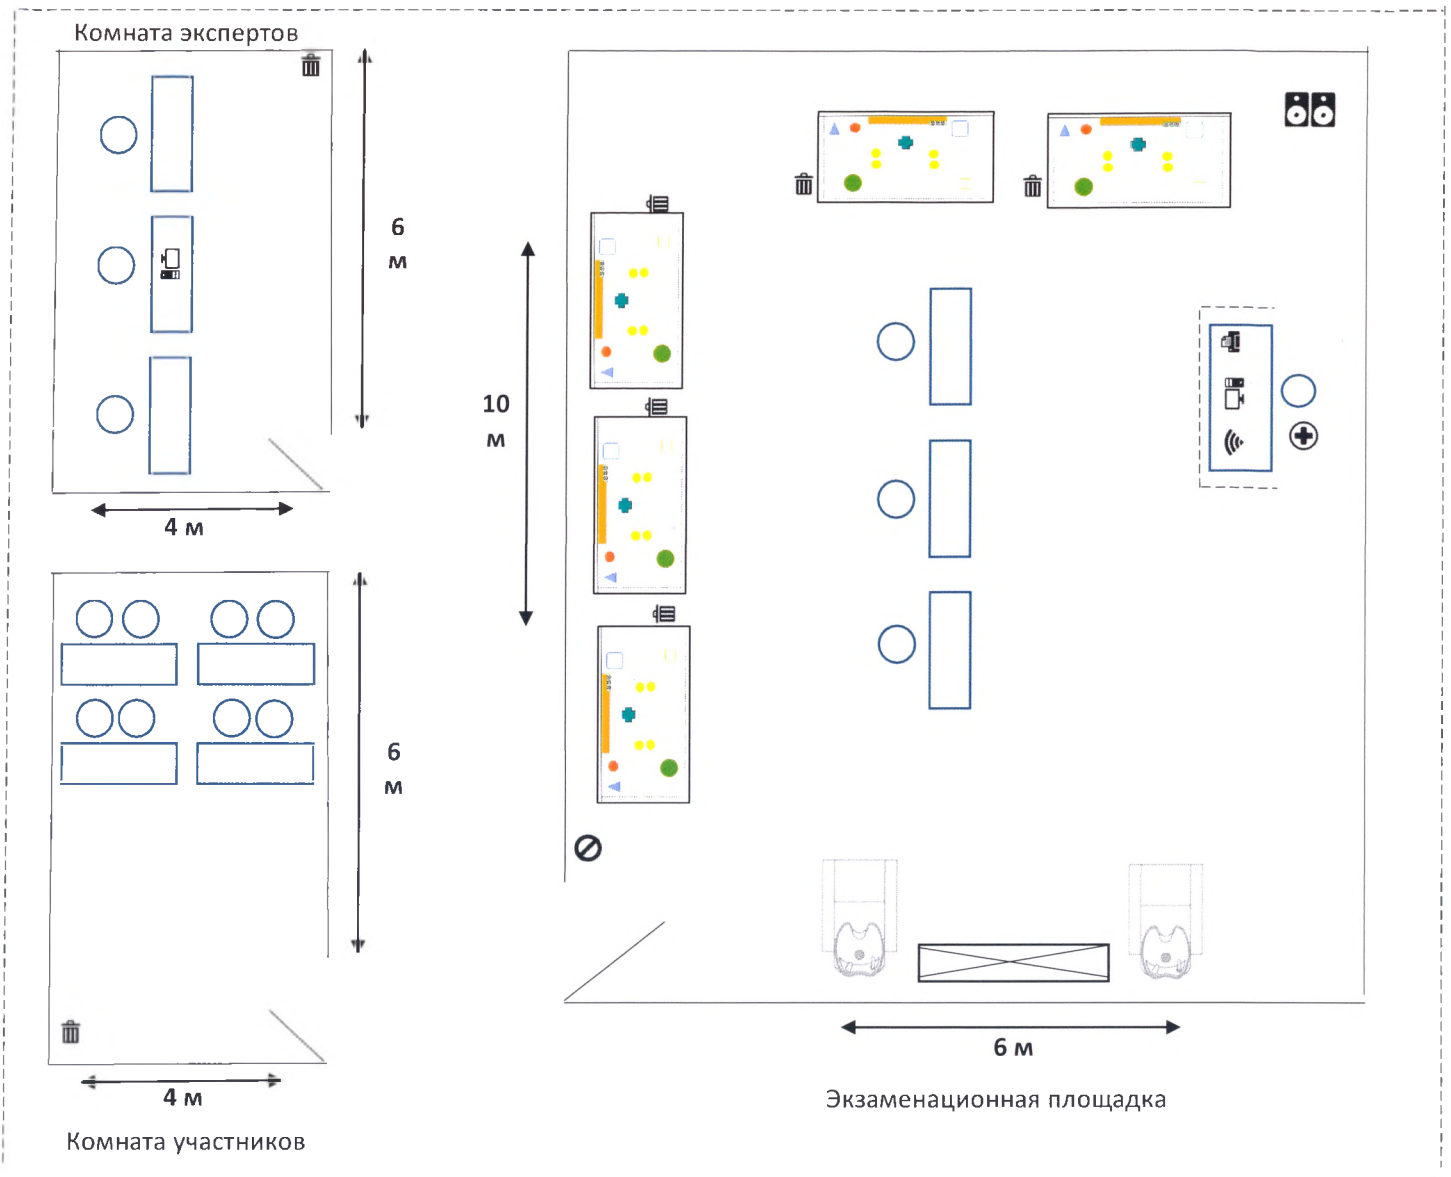 Комната экспертов
6
м
4 м
10
м
6
м
4 м
Комната участников
6 м
Экзаменационная площадка